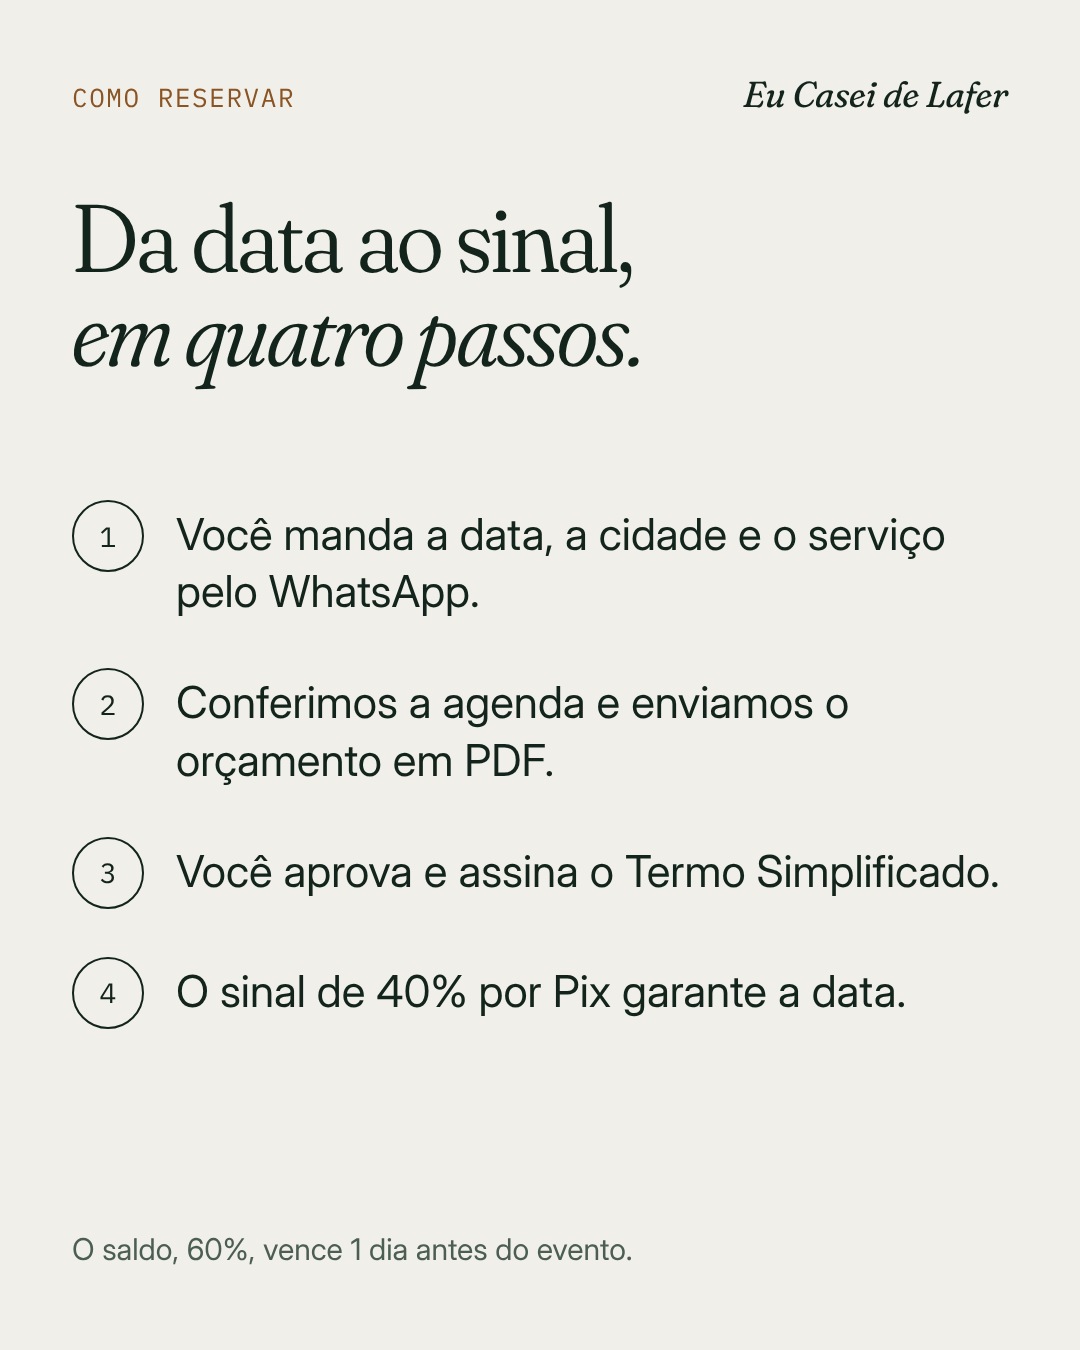 COMO RESERVAR
Eu Casei de Lafer
Da data ao sinal,
em quatro passos.
1
Você manda a data, a cidade e o serviço
pelo WhatsApp.
2
Conferimos a agenda e enviamos o
orçamento em PDF.
3
Você aprova e assina o Termo Simplificado.
4
O sinal de 40% por Pix garante a data.
O saldo, 60%, vence 1 dia antes do evento.